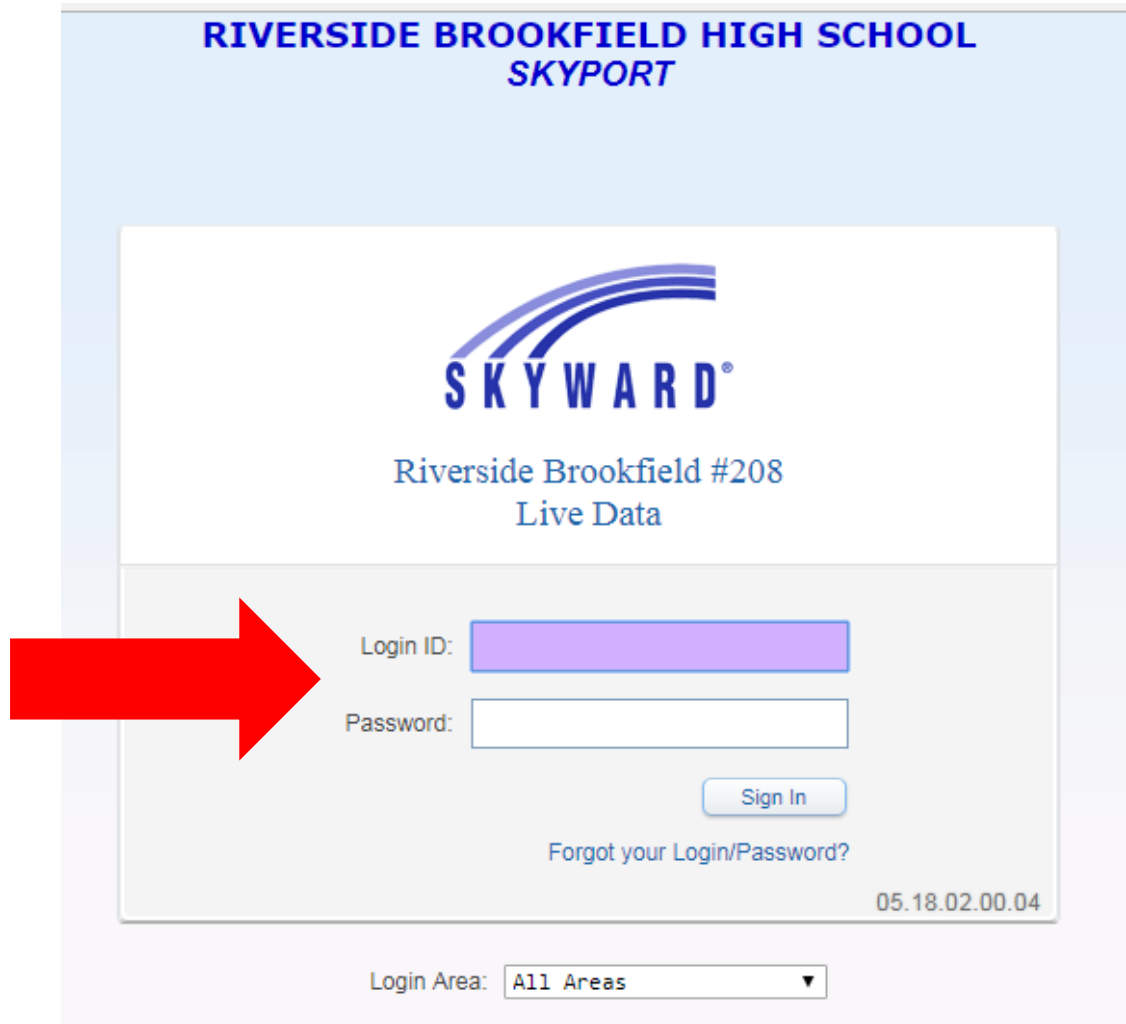 RIVERSIDE BROOKFIELD HIGH SCHOOL
SKYPORT
SKYWARD®
Riverside Brookfield #208
Live Data
Login ID:
Password:
Sign In
Forgot your Login/Password?
05.18.02.00.04
Login Area: All Areas